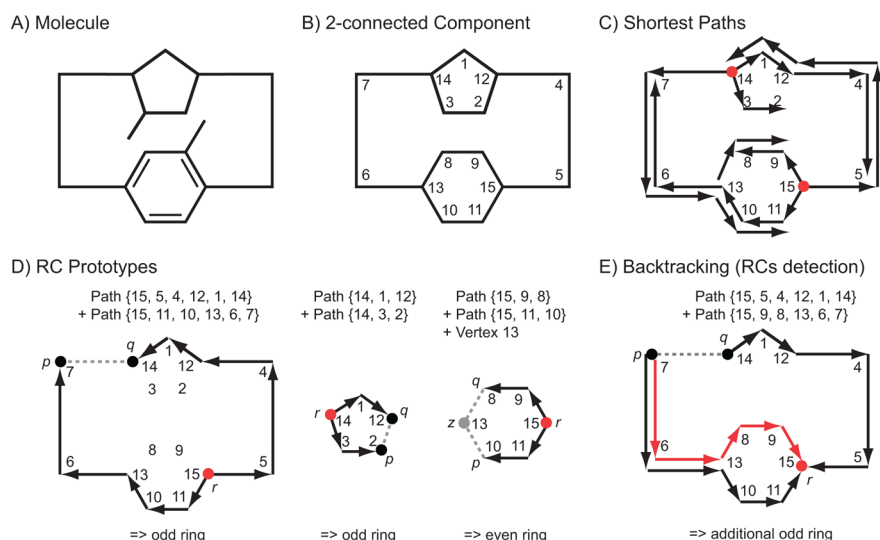 A) Molecule
B) 2-connected Component
1
7
14
12
4
3
2
8
9
6
13
15
5
10
11
C) Shortest Paths
1
7
14
12
4
3
2
8
9
6
13
15
5
10
11
D) RC Prototypes
Path {15, 5, 4, 12, 1, 14}
+ Path {15, 11, 10, 13, 6, 7}
q
p
1
7
14
12
4
3
2
8
9
6
13
15
5
r
10
11
=> odd ring
Path {14, 1, 12}
+ Path {14, 3, 2}
1
r
14
12
q
3
2
p
=> odd ring
Path {15, 9, 8}
+ Path {15, 11, 10}
+ Vertex 13
q
8
9
z
13
15
r
10
11
p
=> even ring
E) Backtracking (RCs detection)
Path {15, 5, 4, 12, 1, 14}
+ Path {15, 9, 8, 13, 6, 7}
q
p
1
7
14
12
4
8
9
6
13
15
5
r
10
11
=> additional odd ring